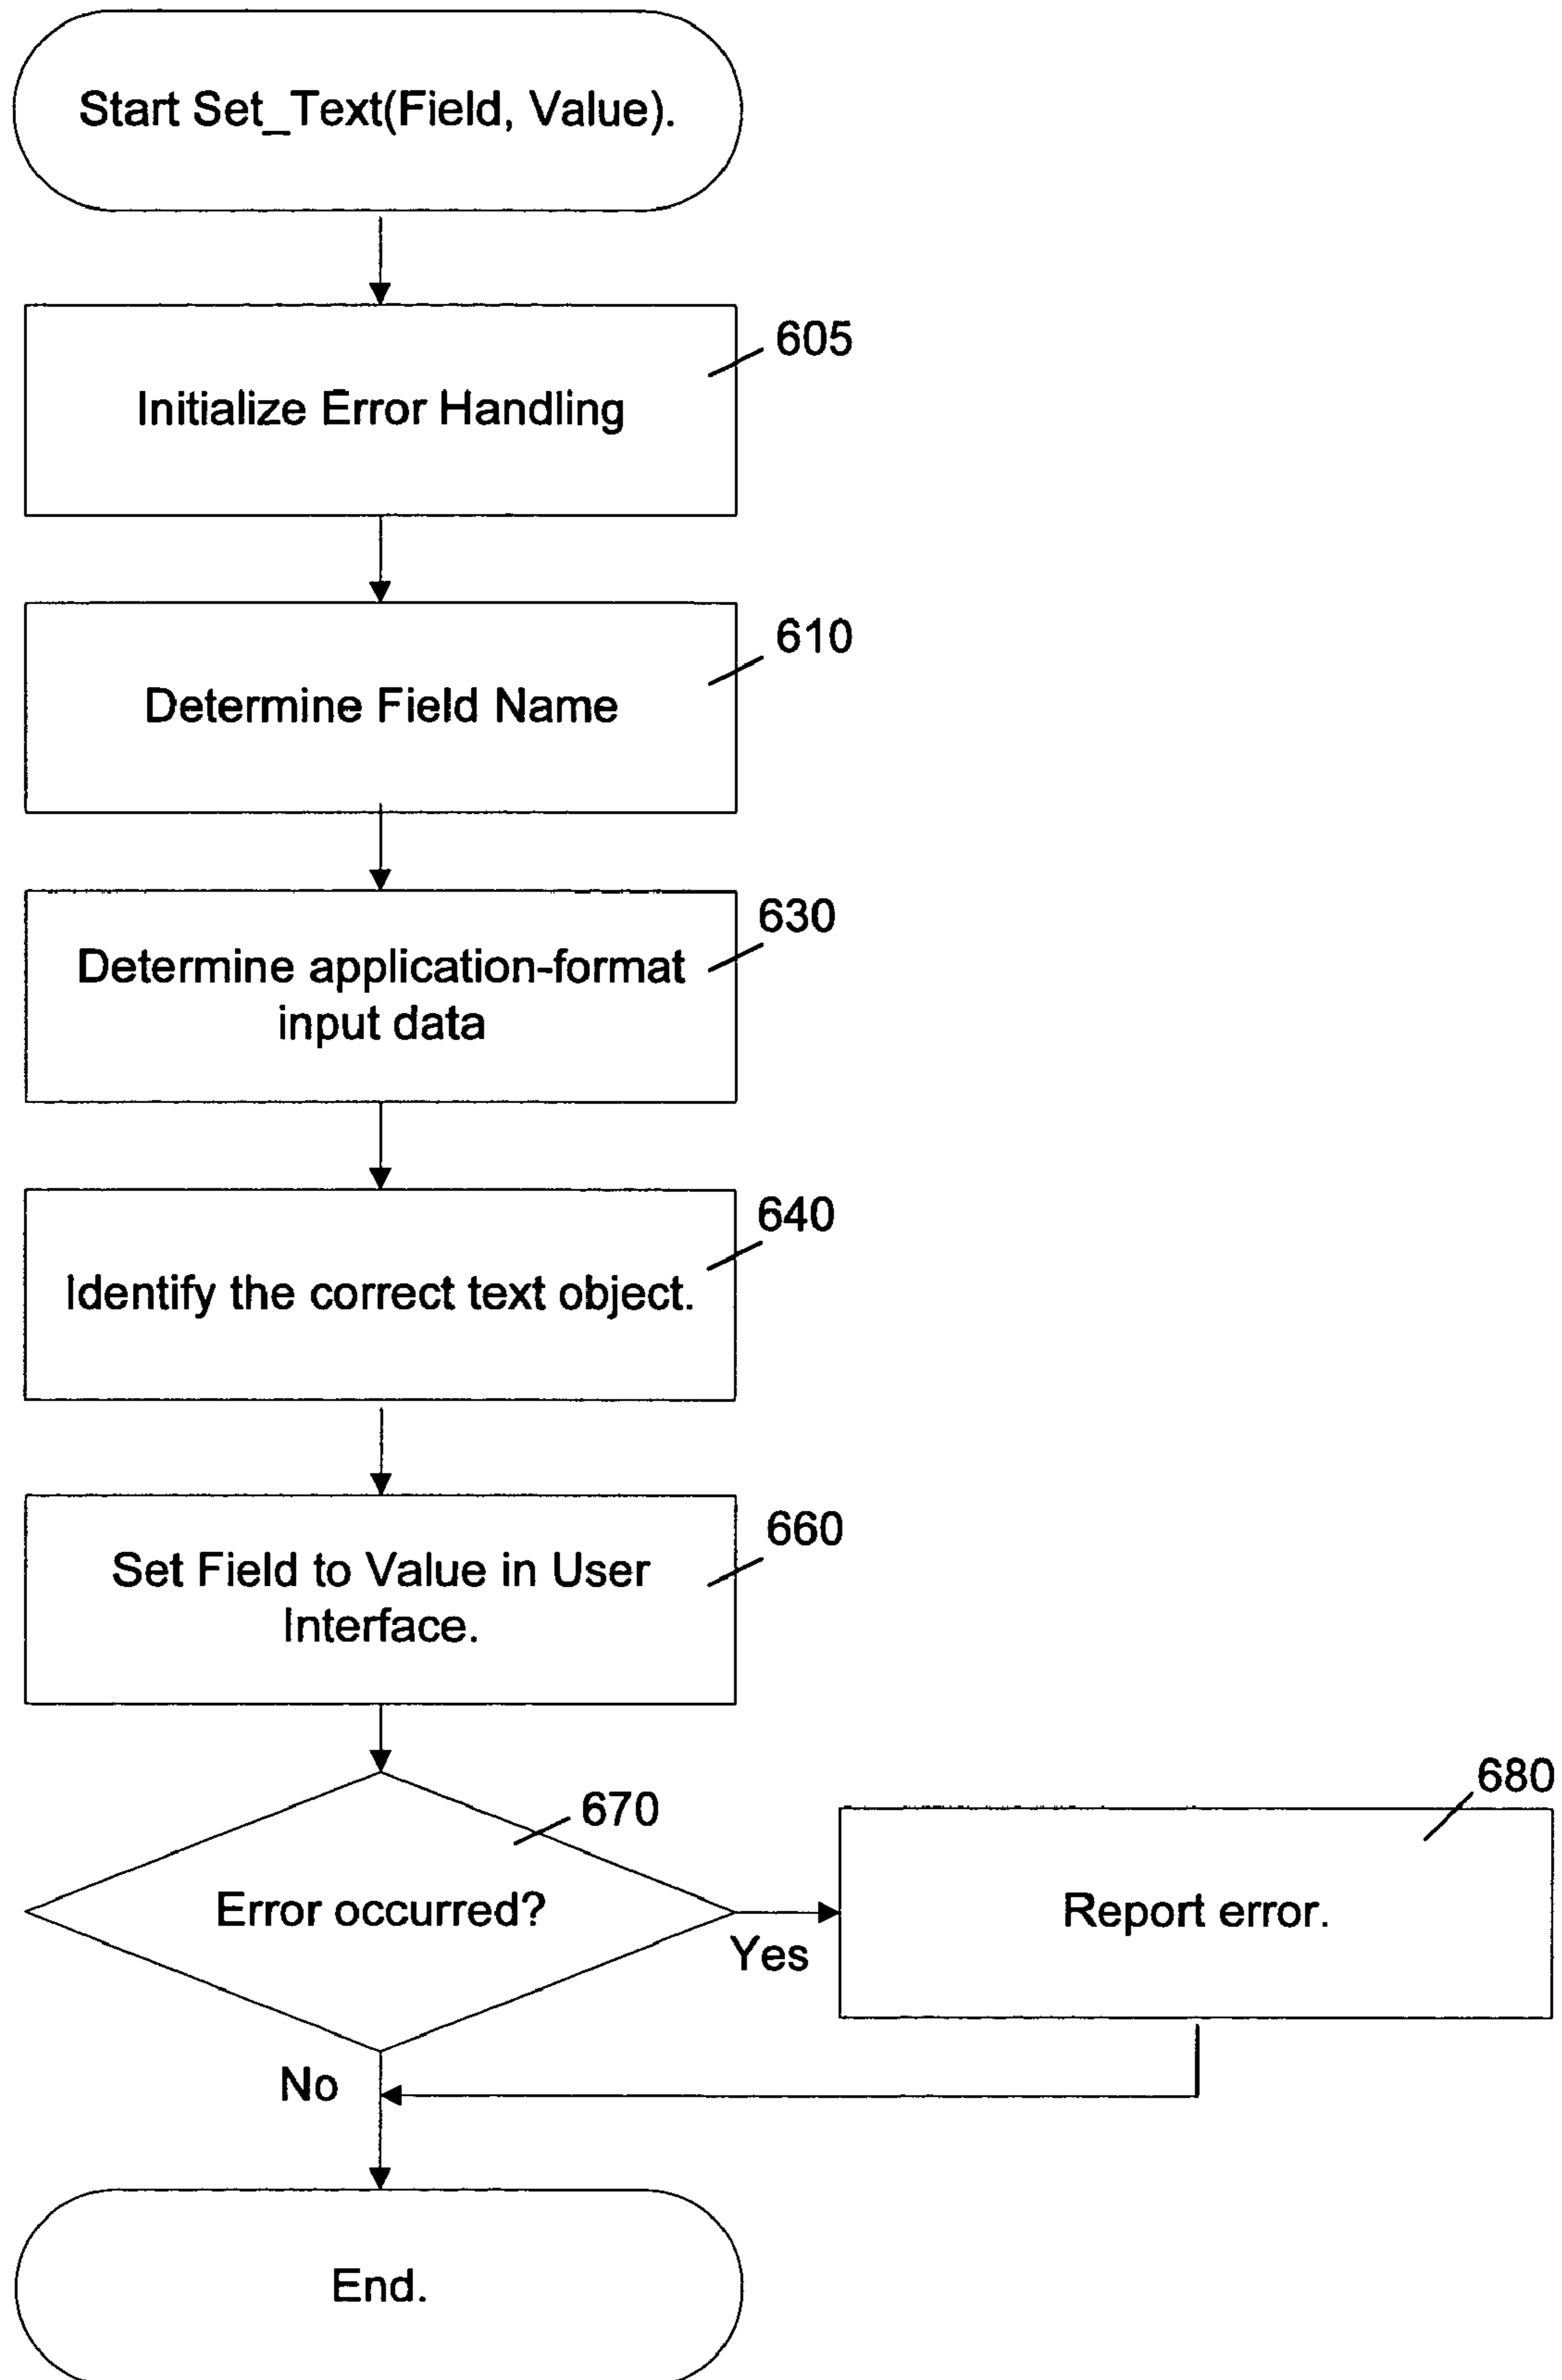 Start Set_Text(Field, Value).
605
Initialize Error Handling
610
Determine Field Name
630
Determine application-format
input data
640
Identify the correct text object.
660
Set Field to Value in User
Interface.
670
680
Error occurred?
Report error.
Yes
No
End.